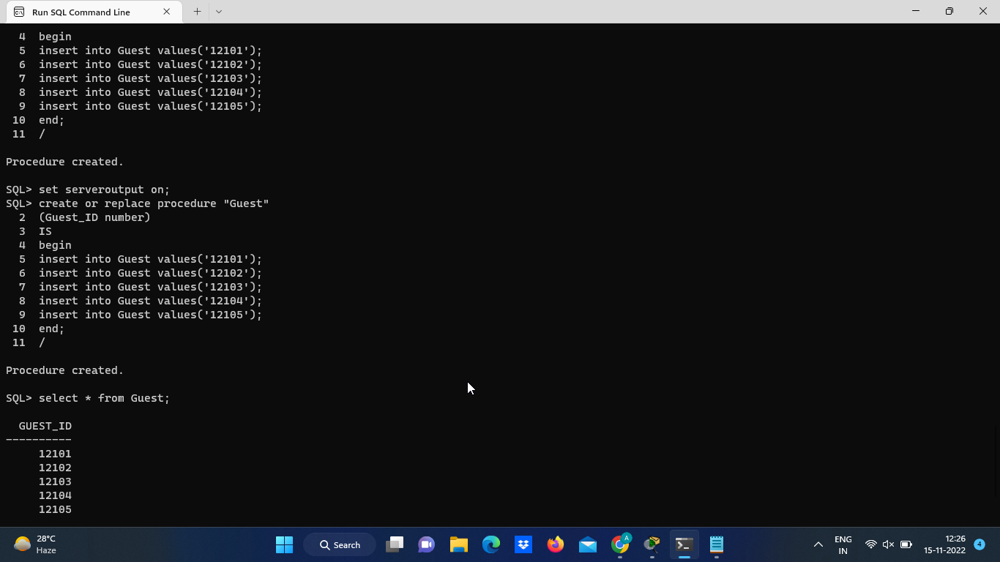 Run SQL Command Line
4 begin
5 insert into Guest values('12101');
6 insert into Guest values('12102');
7 insert into Guest values('12103');
8 insert into Guest values('12104');
9 insert into Guest values('12105');
10 end;
11 /
Procedure created.
SQL> set serveroutput on;
SQL> create or replace procedure "Guest"
2 (Guest_ID number)
3 IS
4 begin
5 insert into Guest values('12101');
6 insert into Guest values('12102');
7 insert into Guest values('12103');
8 insert into Guest values('12104');
9 insert into Guest values('12105');
10 end;
11 /
Procedure created.
SQL> select * from Guest;
GUEST_ID
----------
12101
12102
12103
12104
12105
28°C
Haze
Search
A
ENG
IN
12:26
15-11-2022
4